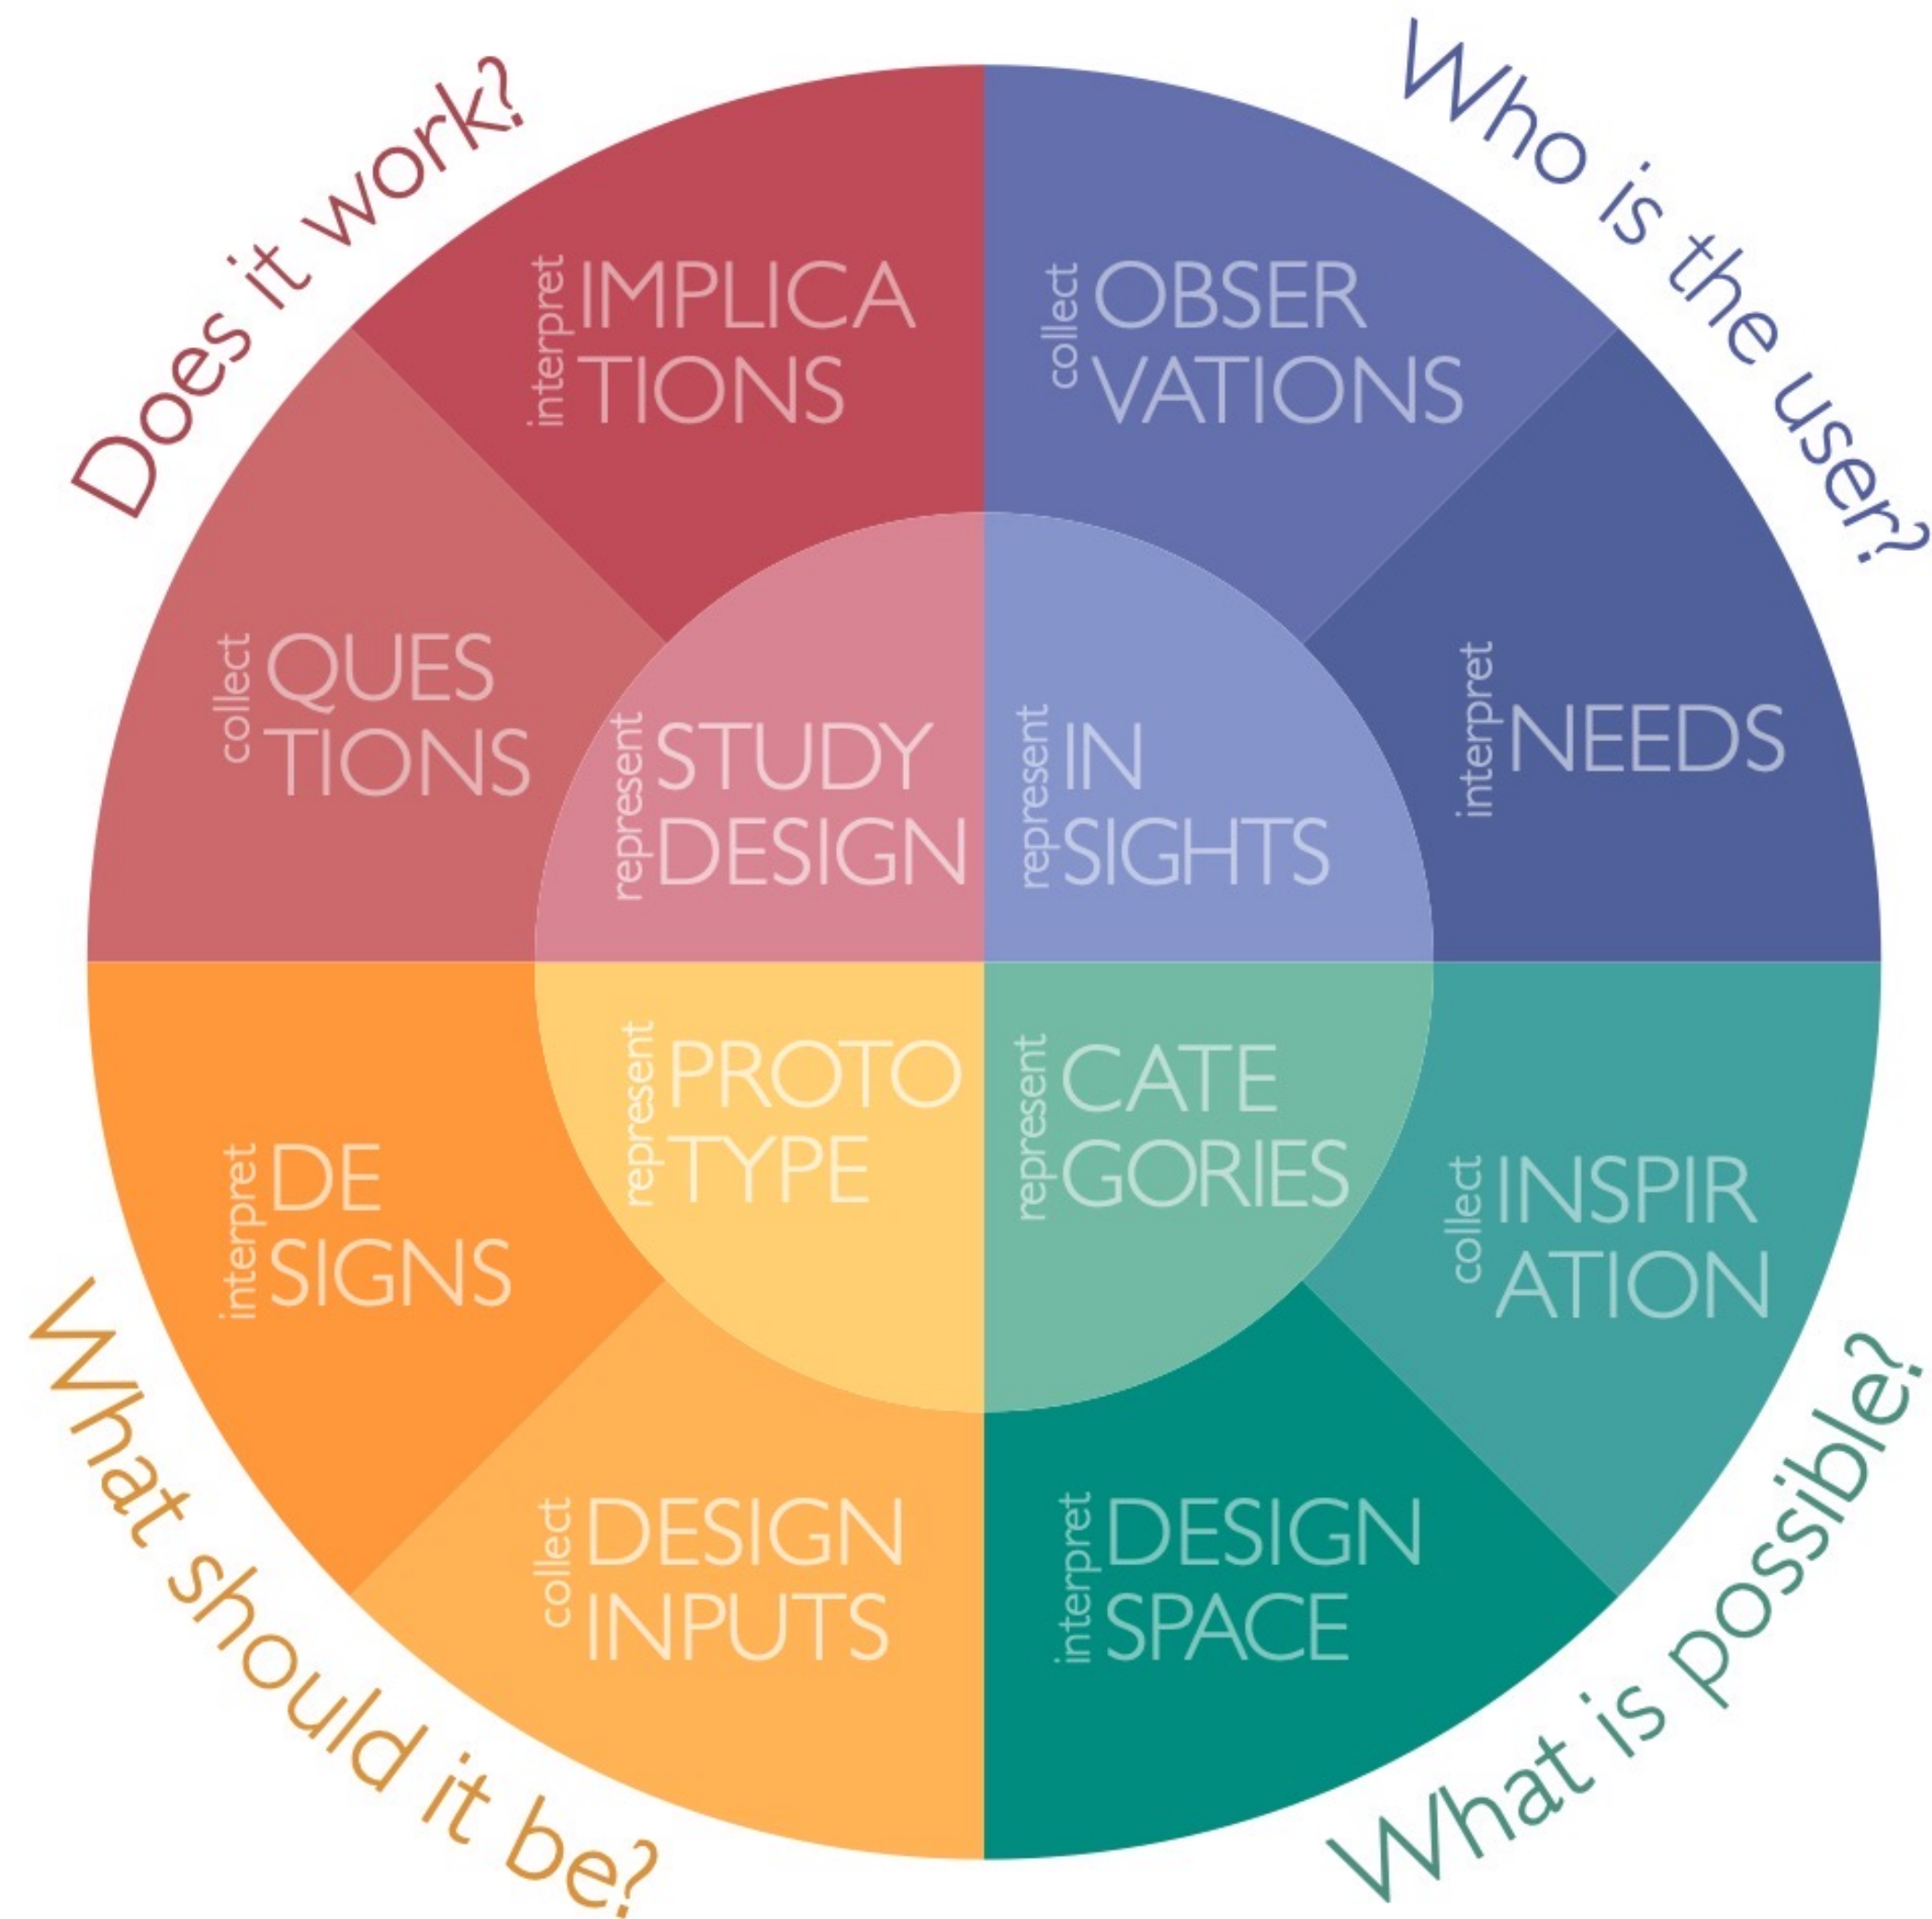 Does it work?
Who is the user?
interpret
IMPLICA
TIONS
collect
OBSER
VATIONS
collect
QUES
TIONS
represent
STUDY
DESIGN
represent
IN
SIGHTS
interpret
NEEDS
interpret
DE
SIGNS
represent
PROTO
TYPE
represent
CATE
GORIES
collect
INSPIR
ATION
collect
DESIGN
INPUTS
interpret
DESIGN
SPACE
What should it be?
What is possible?